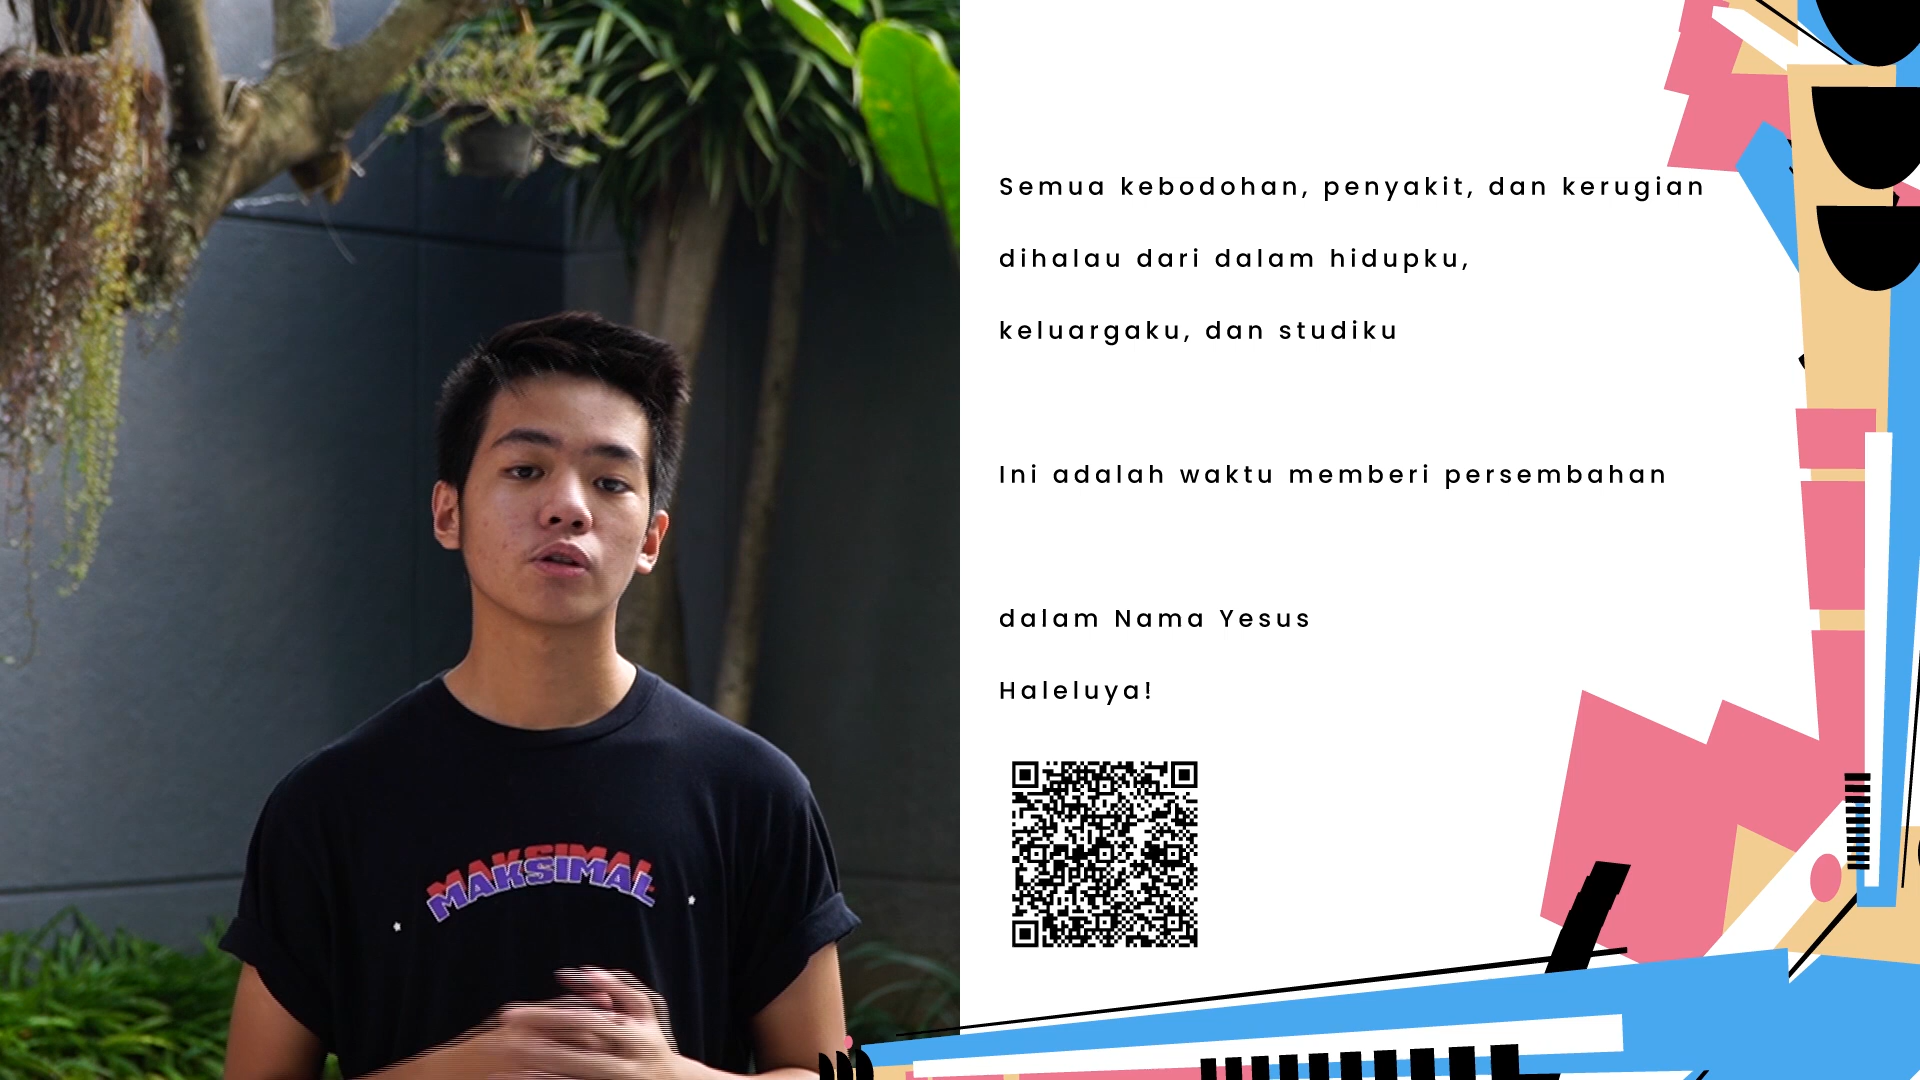 Semua kebodohan, penyakit, dan kerugian
dihalau dari dalam hidupku,
keluargaku, dan studiku
Ini adalah waktu memberi persembahan
dalam Nama Yesus
Haleluya!
MAKSIMAL
MAKSIMAL